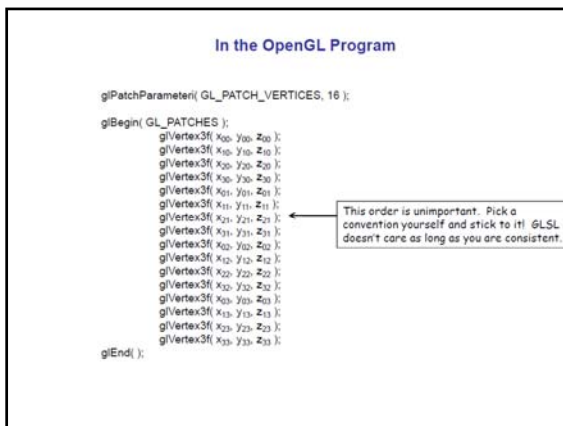 In the OpenGL Program
glPatchParameteri( GL_PATCH_VERTICES, 16 );
glBegin( GL_PATCHES );
glVertex3f( x₀₀, y₀₀, z₀₀ );
glVertex3f( x₁₀, y₁₀, z₁₀ );
glVertex3f( x₂₀, y₂₀, z₂₀ );
glVertex3f( x₃₀, y₃₀, z₃₀ );
glVertex3f( x₀₁, y₀₁, z₀₁ );
glVertex3f( x₁₁, y₁₁, z₁₁ );
glVertex3f( x₂₁, y₂₁, z₂₁ );
glVertex3f( x₃₁, y₃₁, z₃₁ );
glVertex3f( x₀₂, y₀₂, z₀₂ );
glVertex3f( x₁₂, y₁₂, z₁₂ );
glVertex3f( x₂₂, y₂₂, z₂₂ );
glVertex3f( x₃₂, y₃₂, z₃₂ );
glVertex3f( x₀₃, y₀₃, z₀₃ );
glVertex3f( x₁₃, y₁₃, z₁₃ );
glVertex3f( x₂₃, y₂₃, z₂₃ );
glVertex3f( x₃₃, y₃₃, z₃₃ );
glEnd( );
This order is unimportant. Pick a
convention yourself and stick to it! GLSL
doesn't care as long as you are consistent.